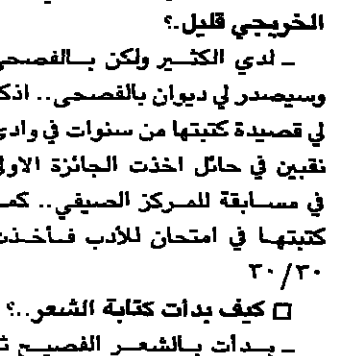 الخريجي قليل.؟
ـ لدي الكثير ولكن بالفصحى
وسيصدر لي ديوان بالفصحى.. اذكر
لي قصيدة كتبتها من سنوات في وادي
نقبين في حائل اخذت الجائزة الاولى
في مسابقة للمركز الصيفي.. كما
كتبتها في امتحان للأدب فأخذت
٣٠/٣٠
□ كيف بدأت كتابة الشعر..؟
ـ بدأت بالشعر الفصيح